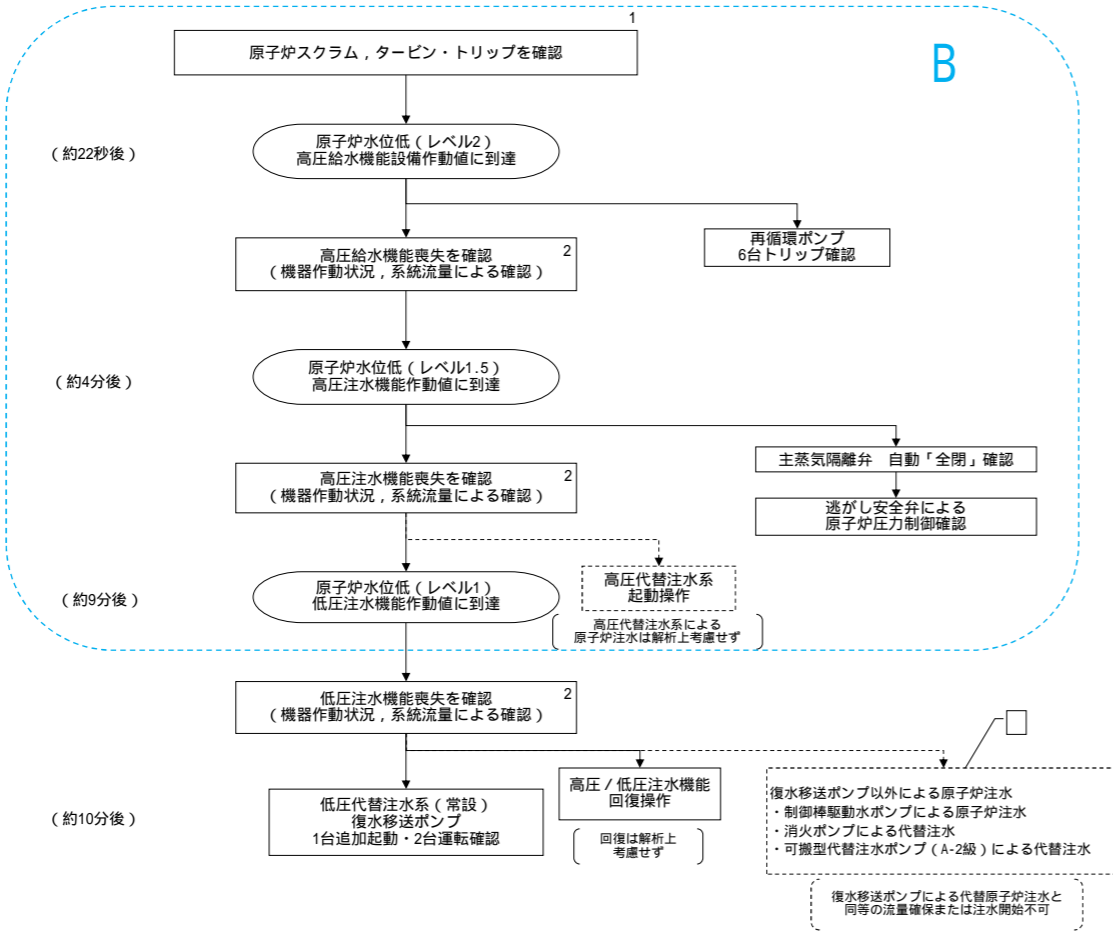 1
原子炉スクラム，タービン・トリップを確認
B
（約22秒後）
原子炉水位低（レベル2）
高圧給水機能設備作動値に到達
再循環ポンプ
6台トリップ確認
高圧給水機能喪失を確認
（機器作動状況，系統流量による確認）
2
（約4分後）
原子炉水位低（レベル1.5）
高圧注水機能作動値に到達
主蒸気隔離弁　自動「全閉」確認
高圧注水機能喪失を確認
（機器作動状況，系統流量による確認）
2
逃がし安全弁による
原子炉圧力制御確認
（約9分後）
原子炉水位低（レベル1）
低圧注水機能作動値に到達
高圧代替注水系
起動操作
高圧代替注水系による
原子炉注水は解析上考慮せず
低圧注水機能喪失を確認
（機器作動状況，系統流量による確認）
2
（約10分後）
低圧代替注水系（常設）
復水移送ポンプ
1台追加起動・2台運転確認
高圧／低圧注水機能
回復操作
回復は解析上
考慮せず
復水移送ポンプ以外による原子炉注水
・制御棒駆動水ポンプによる原子炉注水
・消火ポンプによる代替注水
・可搬型代替注水ポンプ（A-2級）による代替注水
復水移送ポンプによる代替原子炉注水と
同等の流量確保または注水開始不可